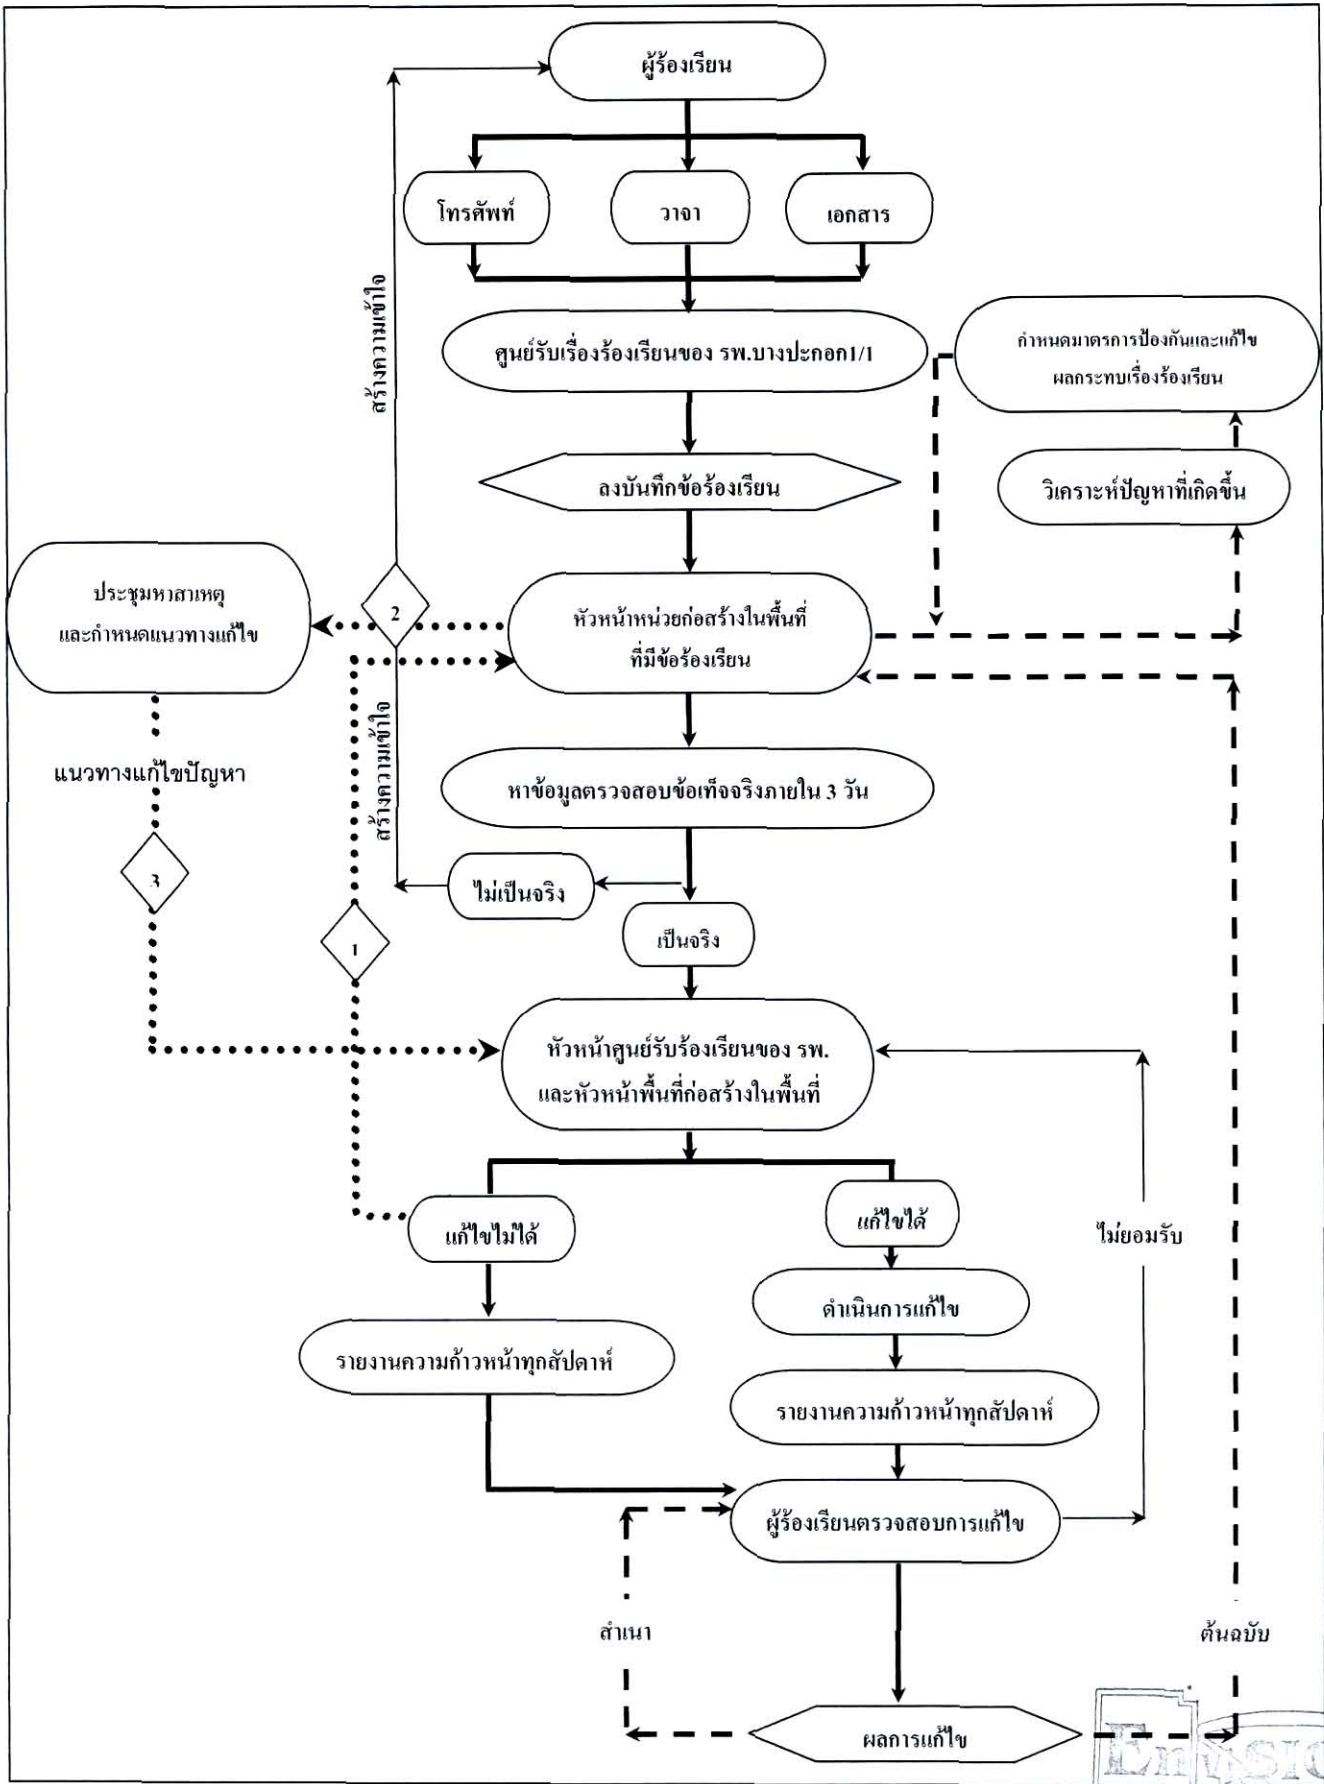 ผู้ร้องเรียน
โทรศัพท์
วาจา
เอกสาร
สร้างความเข้าใจ
ศูนย์รับเรื่องร้องเรียนของ รพ.บางปะกอก1/1
กำหนดมาตรการป้องกันและแก้ไข
ผลกระทบเรื่องร้องเรียน
ลงบันทึกข้อร้องเรียน
วิเคราะห์ปัญหาที่เกิดขึ้น
ประชุมหาสาเหตุ
และกำหนดแนวทางแก้ไข
2
หัวหน้าหน่วยก่อสร้างในพื้นที่
ที่มีข้อร้องเรียน
สร้างความเข้าใจ
แนวทางแก้ไขปัญหา
หาข้อมูลตรวจสอบข้อเท็จจริงภายใน 3 วัน
3
ไม่เป็นจริง
1
เป็นจริง
หัวหน้าศูนย์รับร้องเรียนของ รพ.
และหัวหน้าพื้นที่ก่อสร้างในพื้นที่
แก้ไขไม่ได้
แก้ไขได้
ไม่ยอมรับ
ดำเนินการแก้ไข
รายงานความก้าวหน้าทุกสัปดาห์
รายงานความก้าวหน้าทุกสัปดาห์
ผู้ร้องเรียนตรวจสอบการแก้ไข
สำเนา
ต้นฉบับ
ผลการแก้ไข